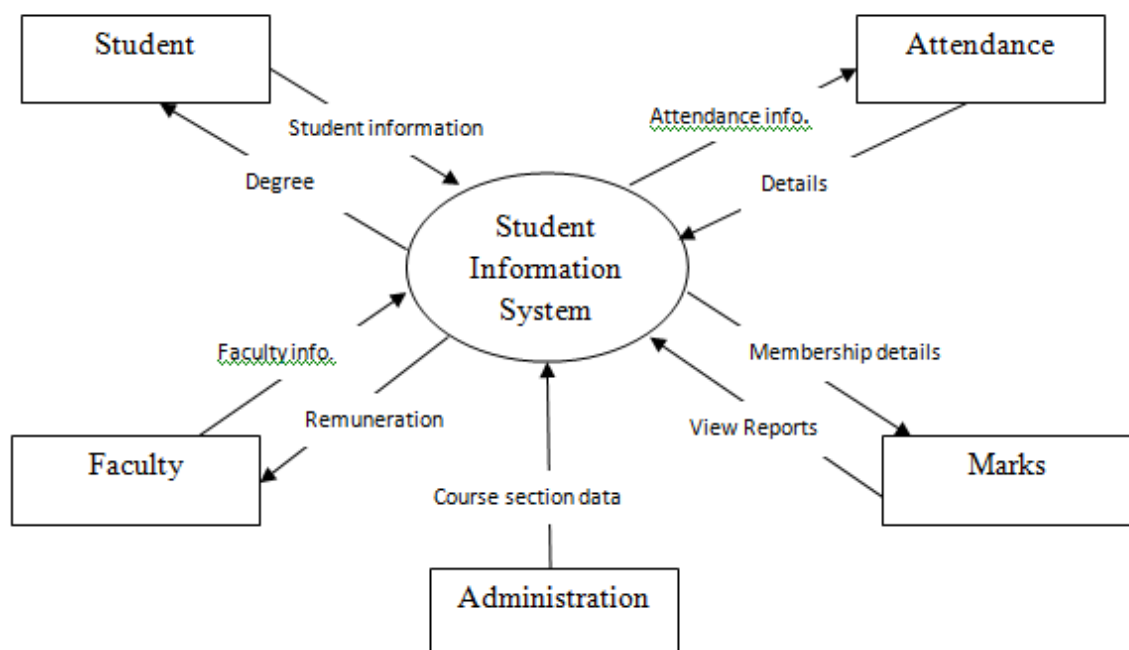 Student
Attendance
Student information
Attendance info.
Degree
Details
Student
Information
System
Faculty info.
Membership details
Remuneration
View Reports
Faculty
Marks
Course section data
Administration